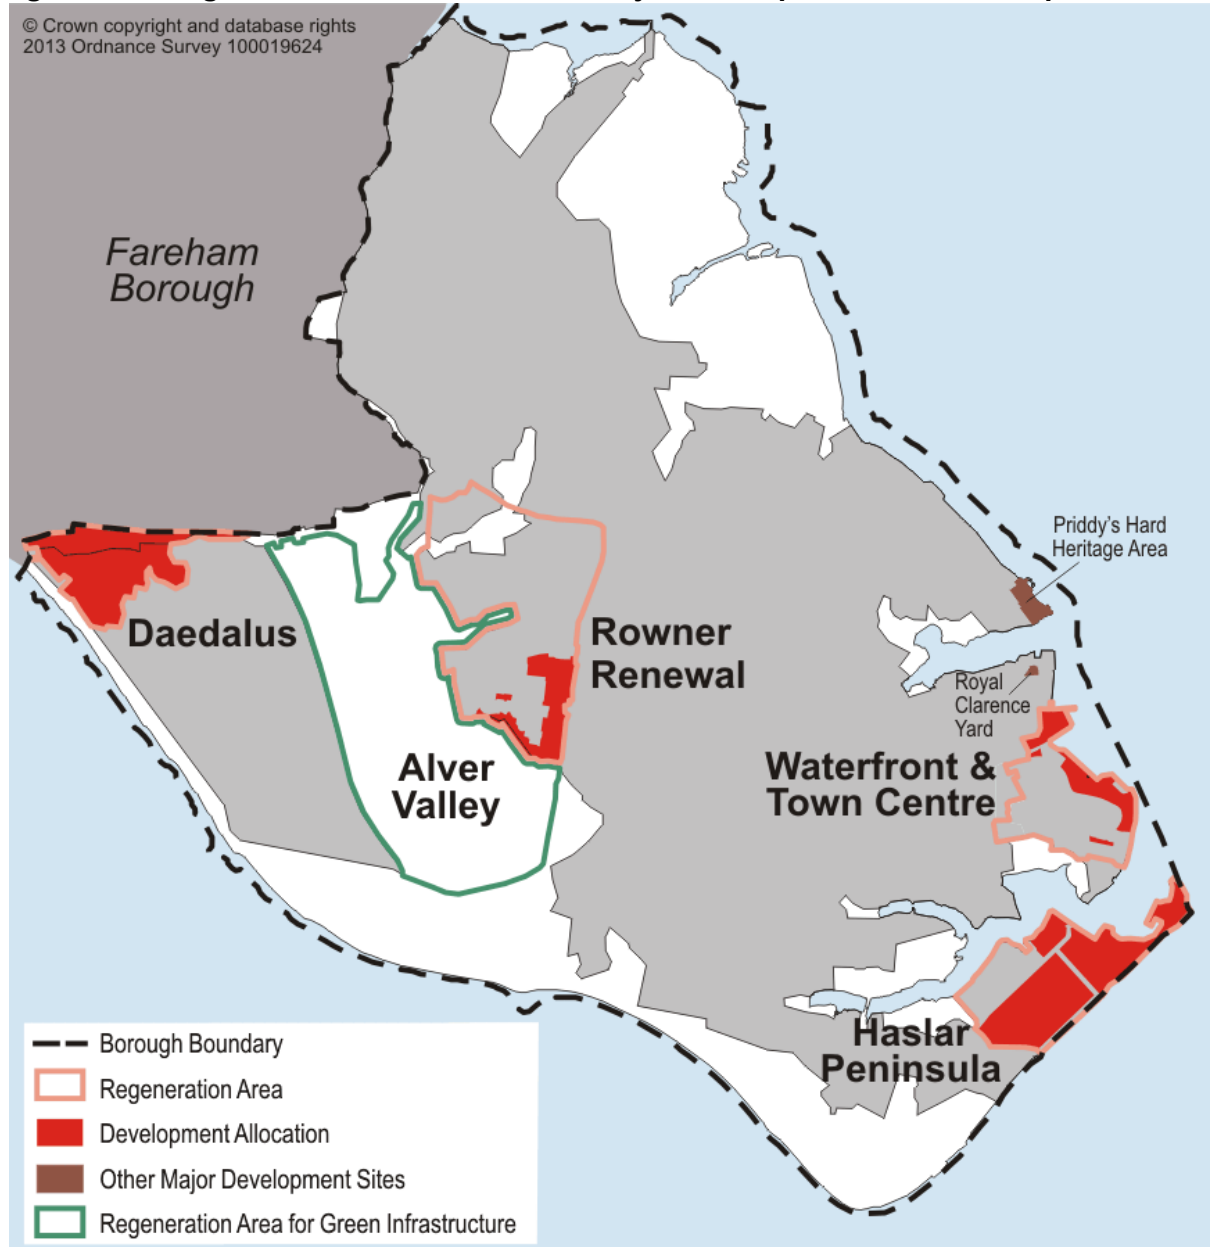 © Crown copyright and database rights
2013 Ordnance Survey 100019624
Fareham
Borough
Priddy's Hard
Heritage Area
Daedalus
Rowner
Renewal
Royal
Clarence
Yard
Alver
Valley
Waterfront &
Town Centre
Haslar
Peninsula
Borough Boundary
Regeneration Area
Development Allocation
Other Major Development Sites
Regeneration Area for Green Infrastructure